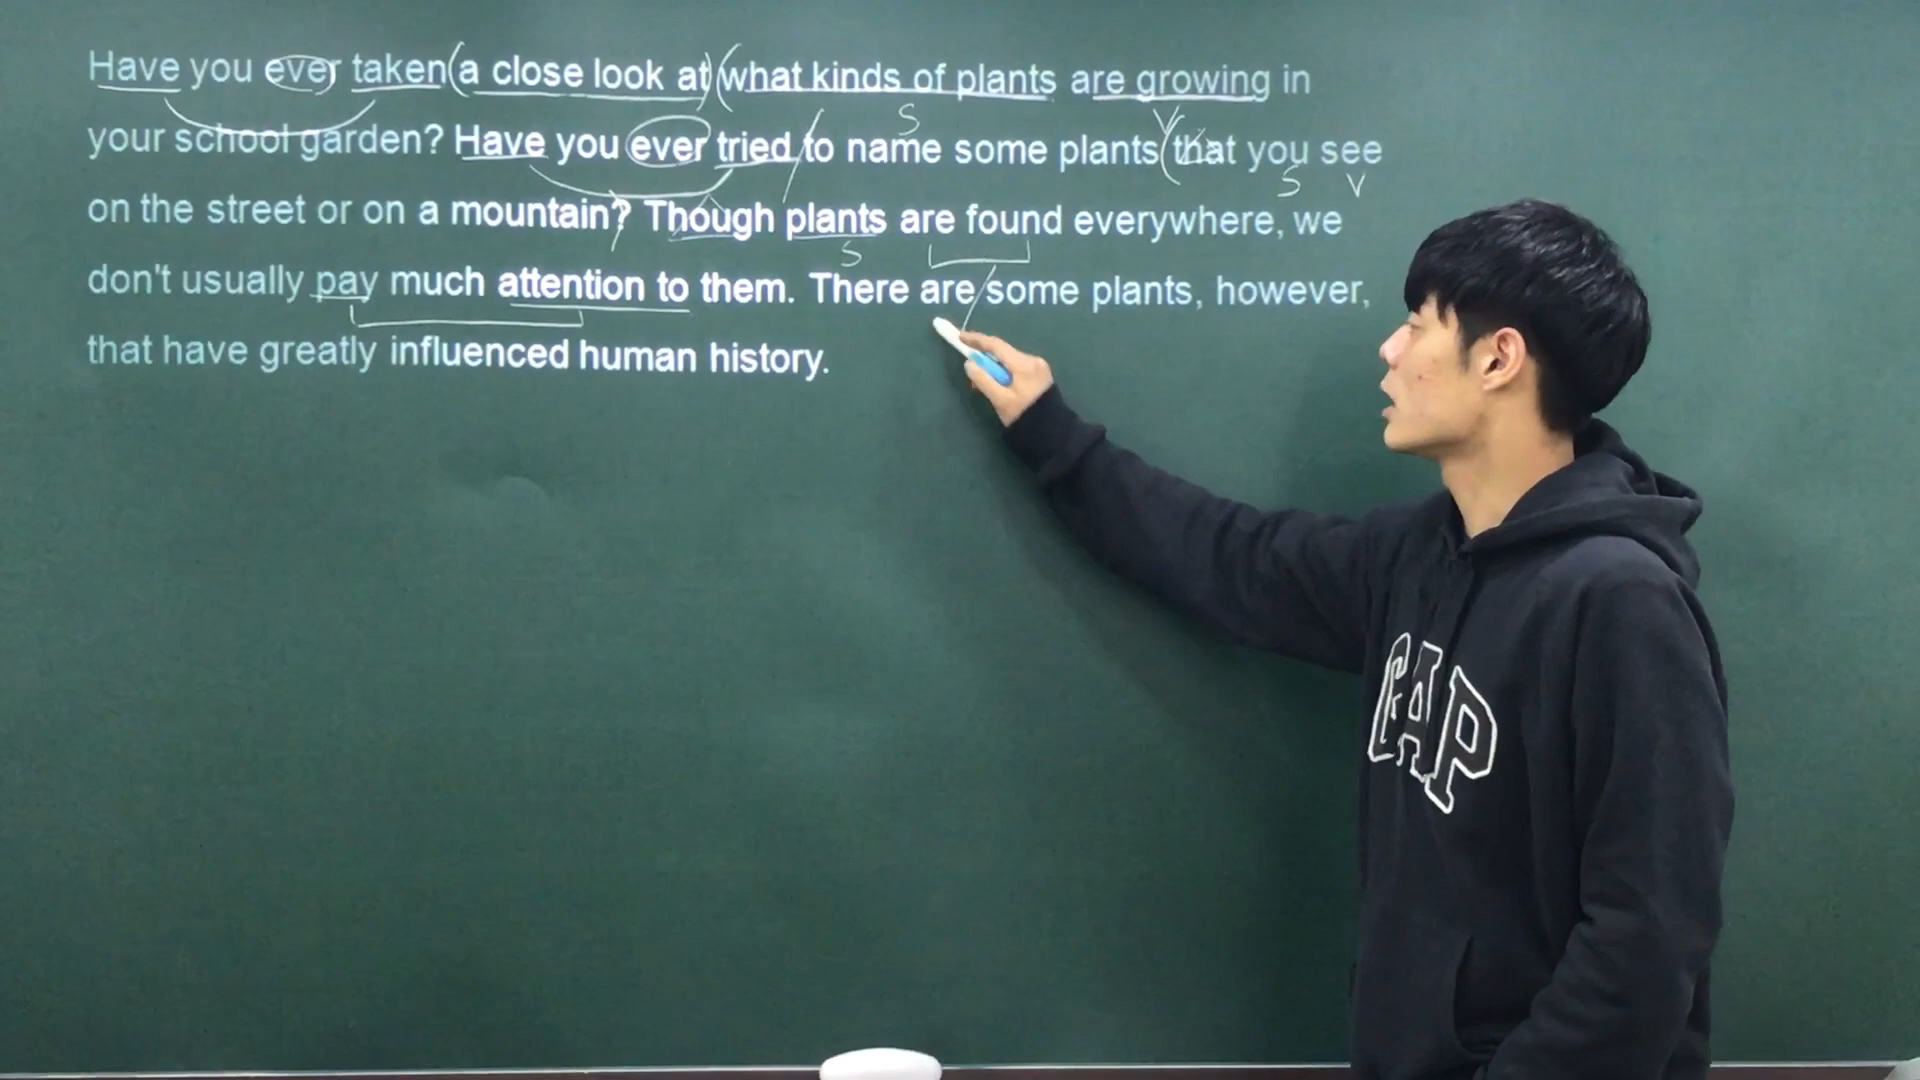 Have you ever taken (a close look at) (what kinds of plants are growing in
S V
your school garden? Have you ever tried / to name some plants (that you see
S V
on the street or on a mountain? Though plants are found everywhere, we
S
don't usually pay much attention to them. There are / some plants, however,
that have greatly influenced human history.
GAP